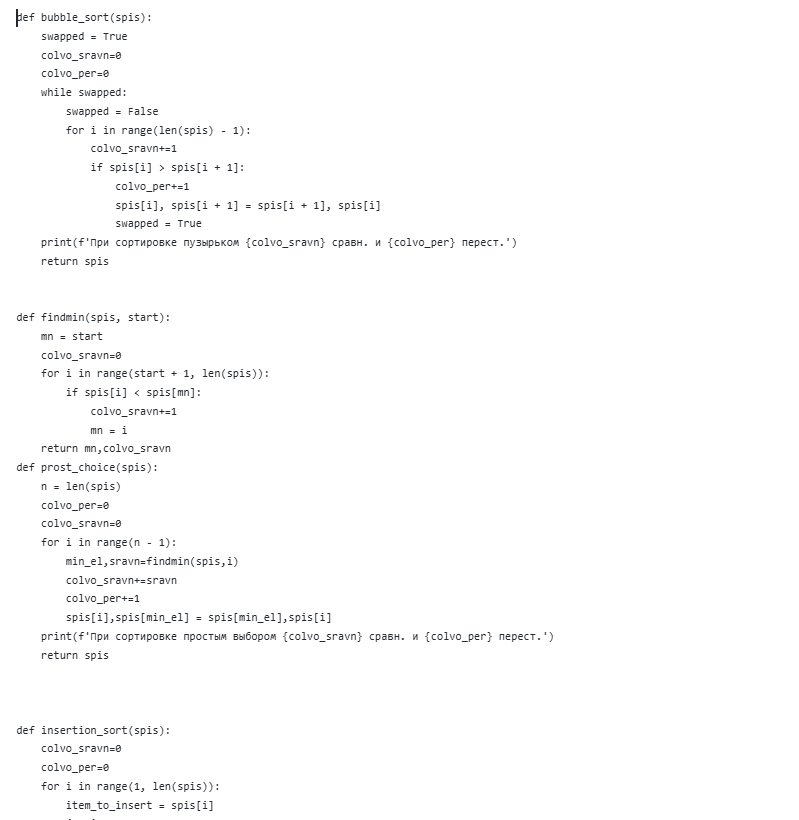 def bubble_sort(spis):
    swapped = True
    colvo_sravn=0
    colvo_per=0
    while swapped:
        swapped = False
        for i in range(len(spis) - 1):
            colvo_sravn+=1
            if spis[i] > spis[i + 1]:
                colvo_per+=1
                spis[i], spis[i + 1] = spis[i + 1], spis[i]
                swapped = True
    print(f'При сортировке пузырьком {colvo_sravn} сравн. и {colvo_per} перест.')
    return spis
def findmin(spis, start):
    mn = start
    colvo_sravn=0
    for i in range(start + 1, len(spis)):
        if spis[i] < spis[mn]:
            colvo_sravn+=1
            mn = i
    return mn,colvo_sravn
def prost_choice(spis):
    n = len(spis)
    colvo_per=0
    colvo_sravn=0
    for i in range(n - 1):
        min_el,sravn=findmin(spis,i)
        colvo_sravn+=sravn
        colvo_per+=1
        spis[i],spis[min_el] = spis[min_el],spis[i]
    print(f'При сортировке простым выбором {colvo_sravn} сравн. и {colvo_per} перест.')
    return spis
def insertion_sort(spis):
    colvo_sravn=0
    colvo_per=0
    for i in range(1, len(spis)):
        item_to_insert = spis[i]